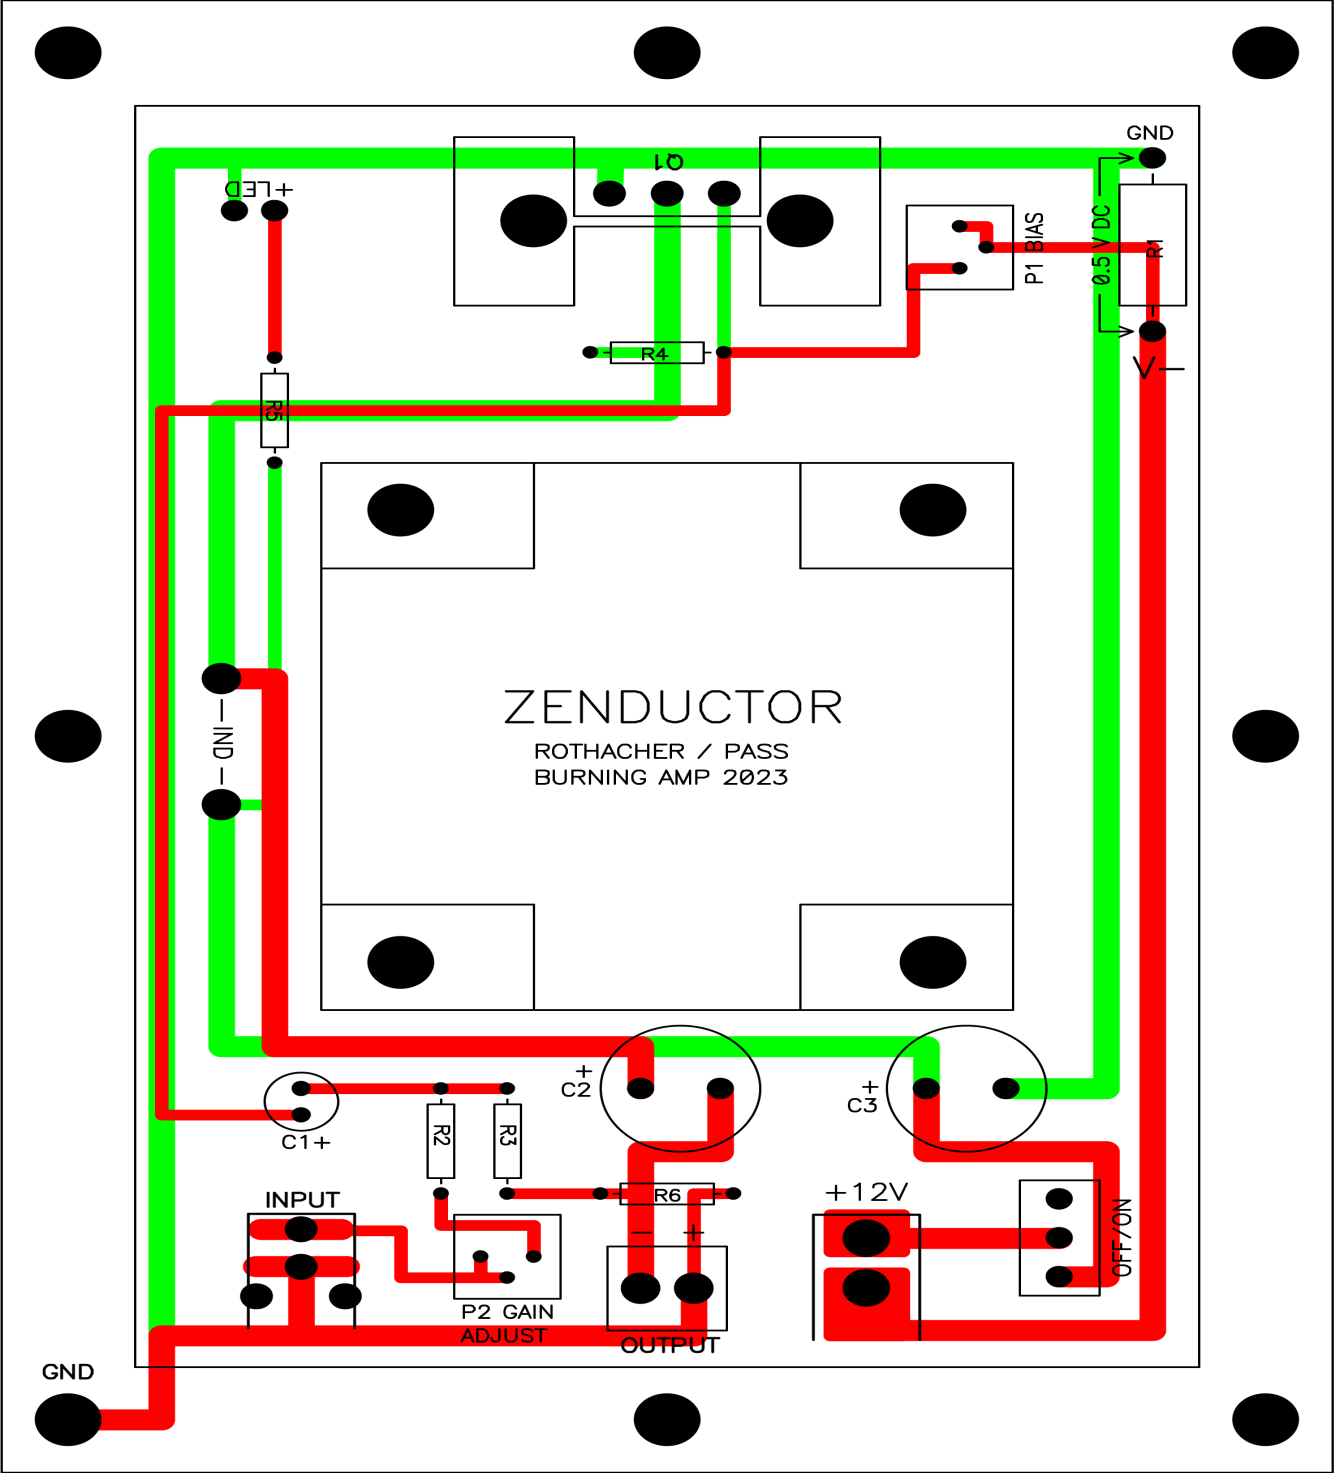 GND
Q1
+LED
0.5 V DC
R1
P1 BIAS
R4
V-
R5
ZENDUCTOR
IND
ROTHACHER / PASS
BURNING AMP 2023
+
C2
+
C3
R2
R3
C1+
INPUT
R6
+12V
- +
OFF/ON
P2 GAIN
ADJUST
OUTPUT
GND